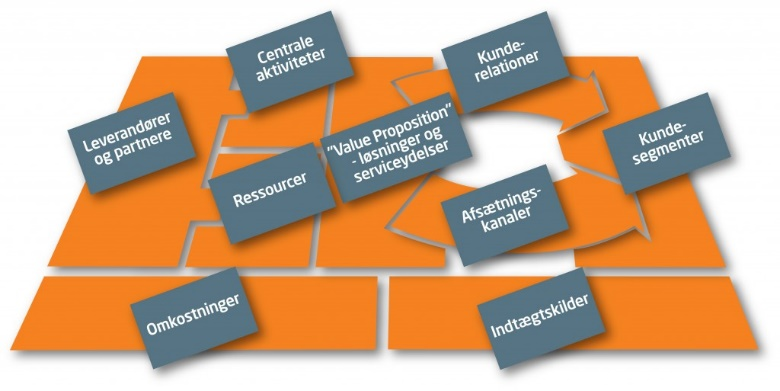 Centrale
aktiviteter
Kunde-
relationer
Leverandører
og partnere
"Value Proposition"
- løsninger og
serviceydelser
Kunde-
segmenter
Ressourcer
Afsætnings-
kanaler
Omkostninger
Indtægtskilder